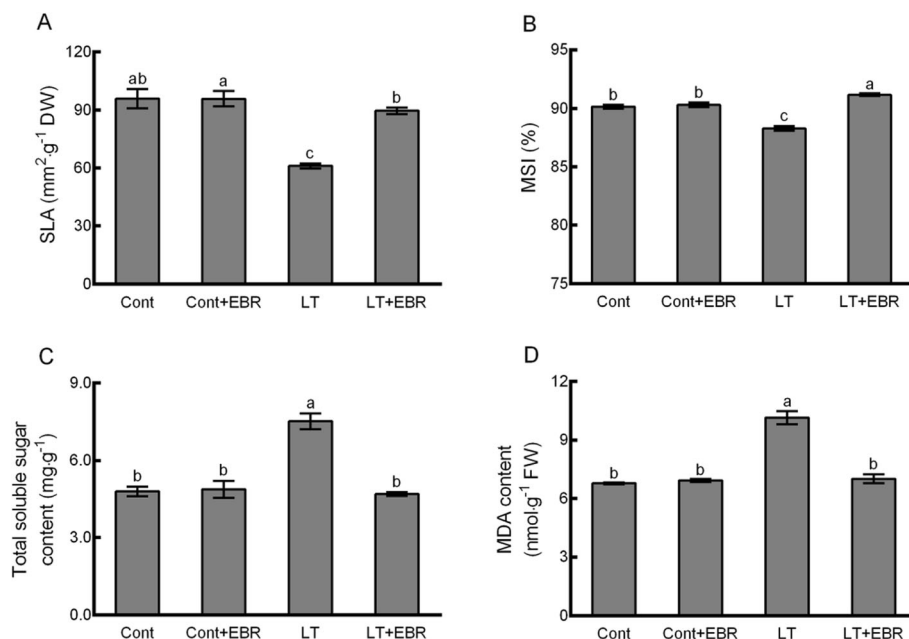 A
SLA (mm²·g⁻¹ DW)
120
90
60
30
0
ab
a
c
b
Cont Cont+EBR LT LT+EBR
B
MSI (%)
95
90
85
80
75
b
b
c
a
Cont Cont+EBR LT LT+EBR
C
Total soluble sugar
content (mg·g⁻¹)
9.0
6.0
3.0
0.0
b
b
a
b
Cont Cont+EBR LT LT+EBR
D
MDA content
(nmol·g⁻¹ FW)
12
9
6
3
0
b
b
a
b
Cont Cont+EBR LT LT+EBR